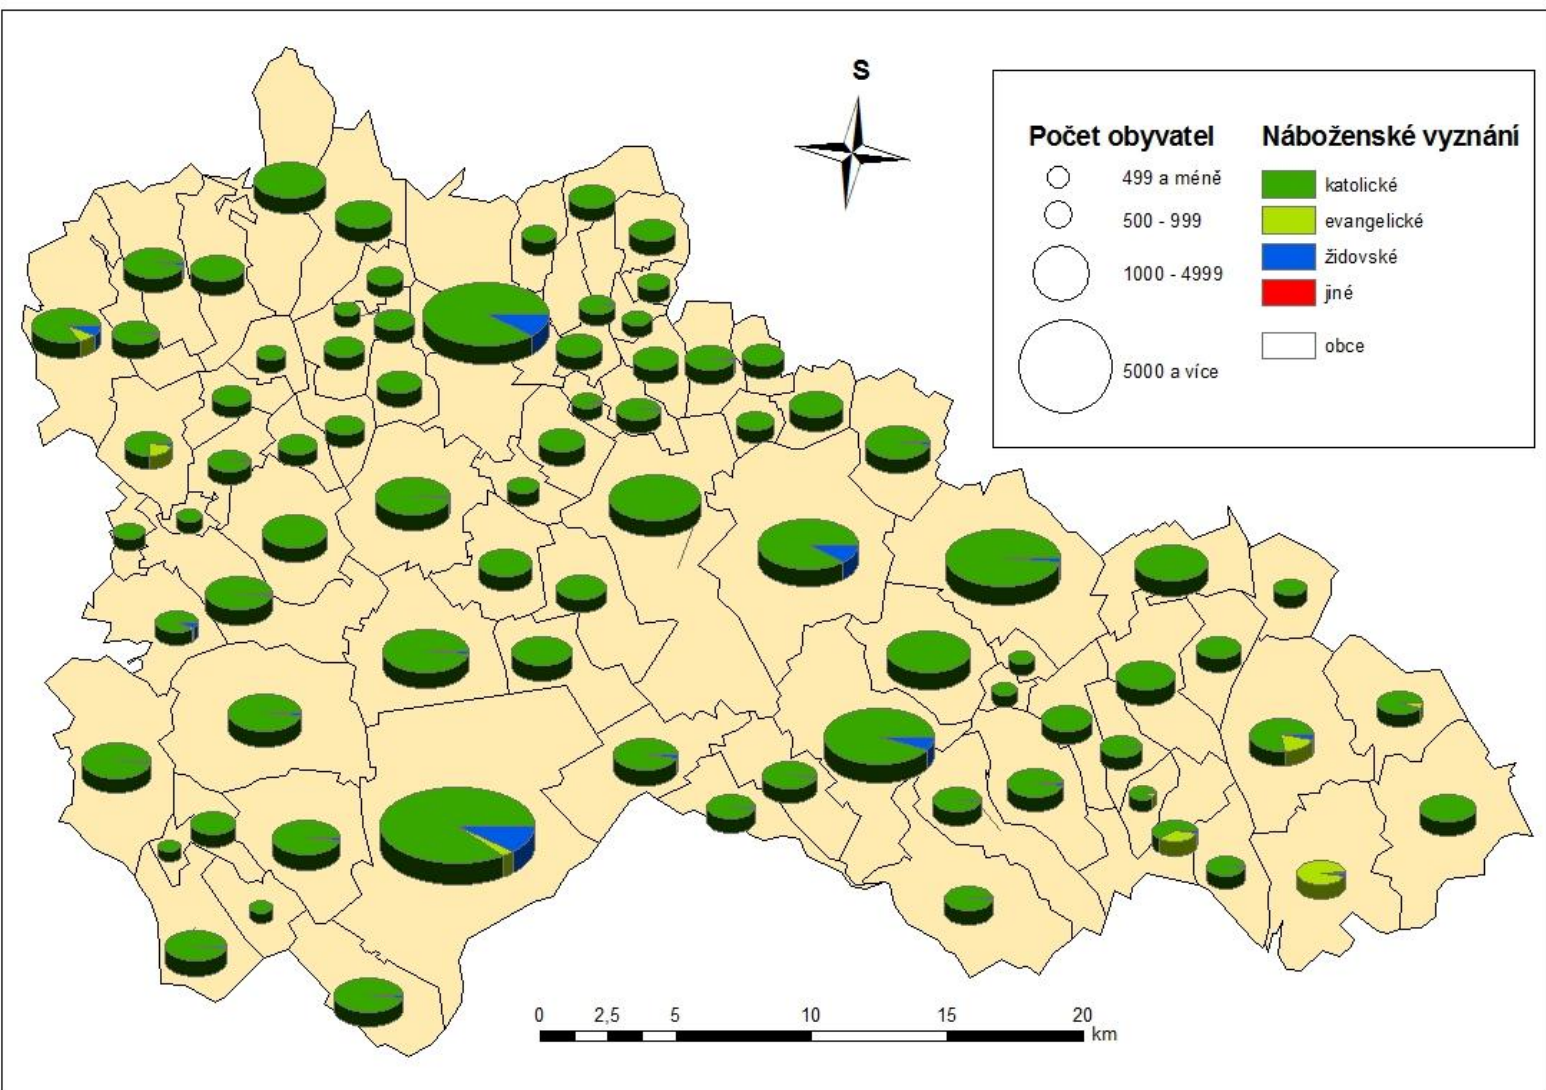 S
Počet obyvatel
499 a méně
500 - 999
1000 - 4999
5000 a více
Náboženské vyznání
katolické
evangelické
židovské
jiné
obce
0 2,5 5 10 15 20
km